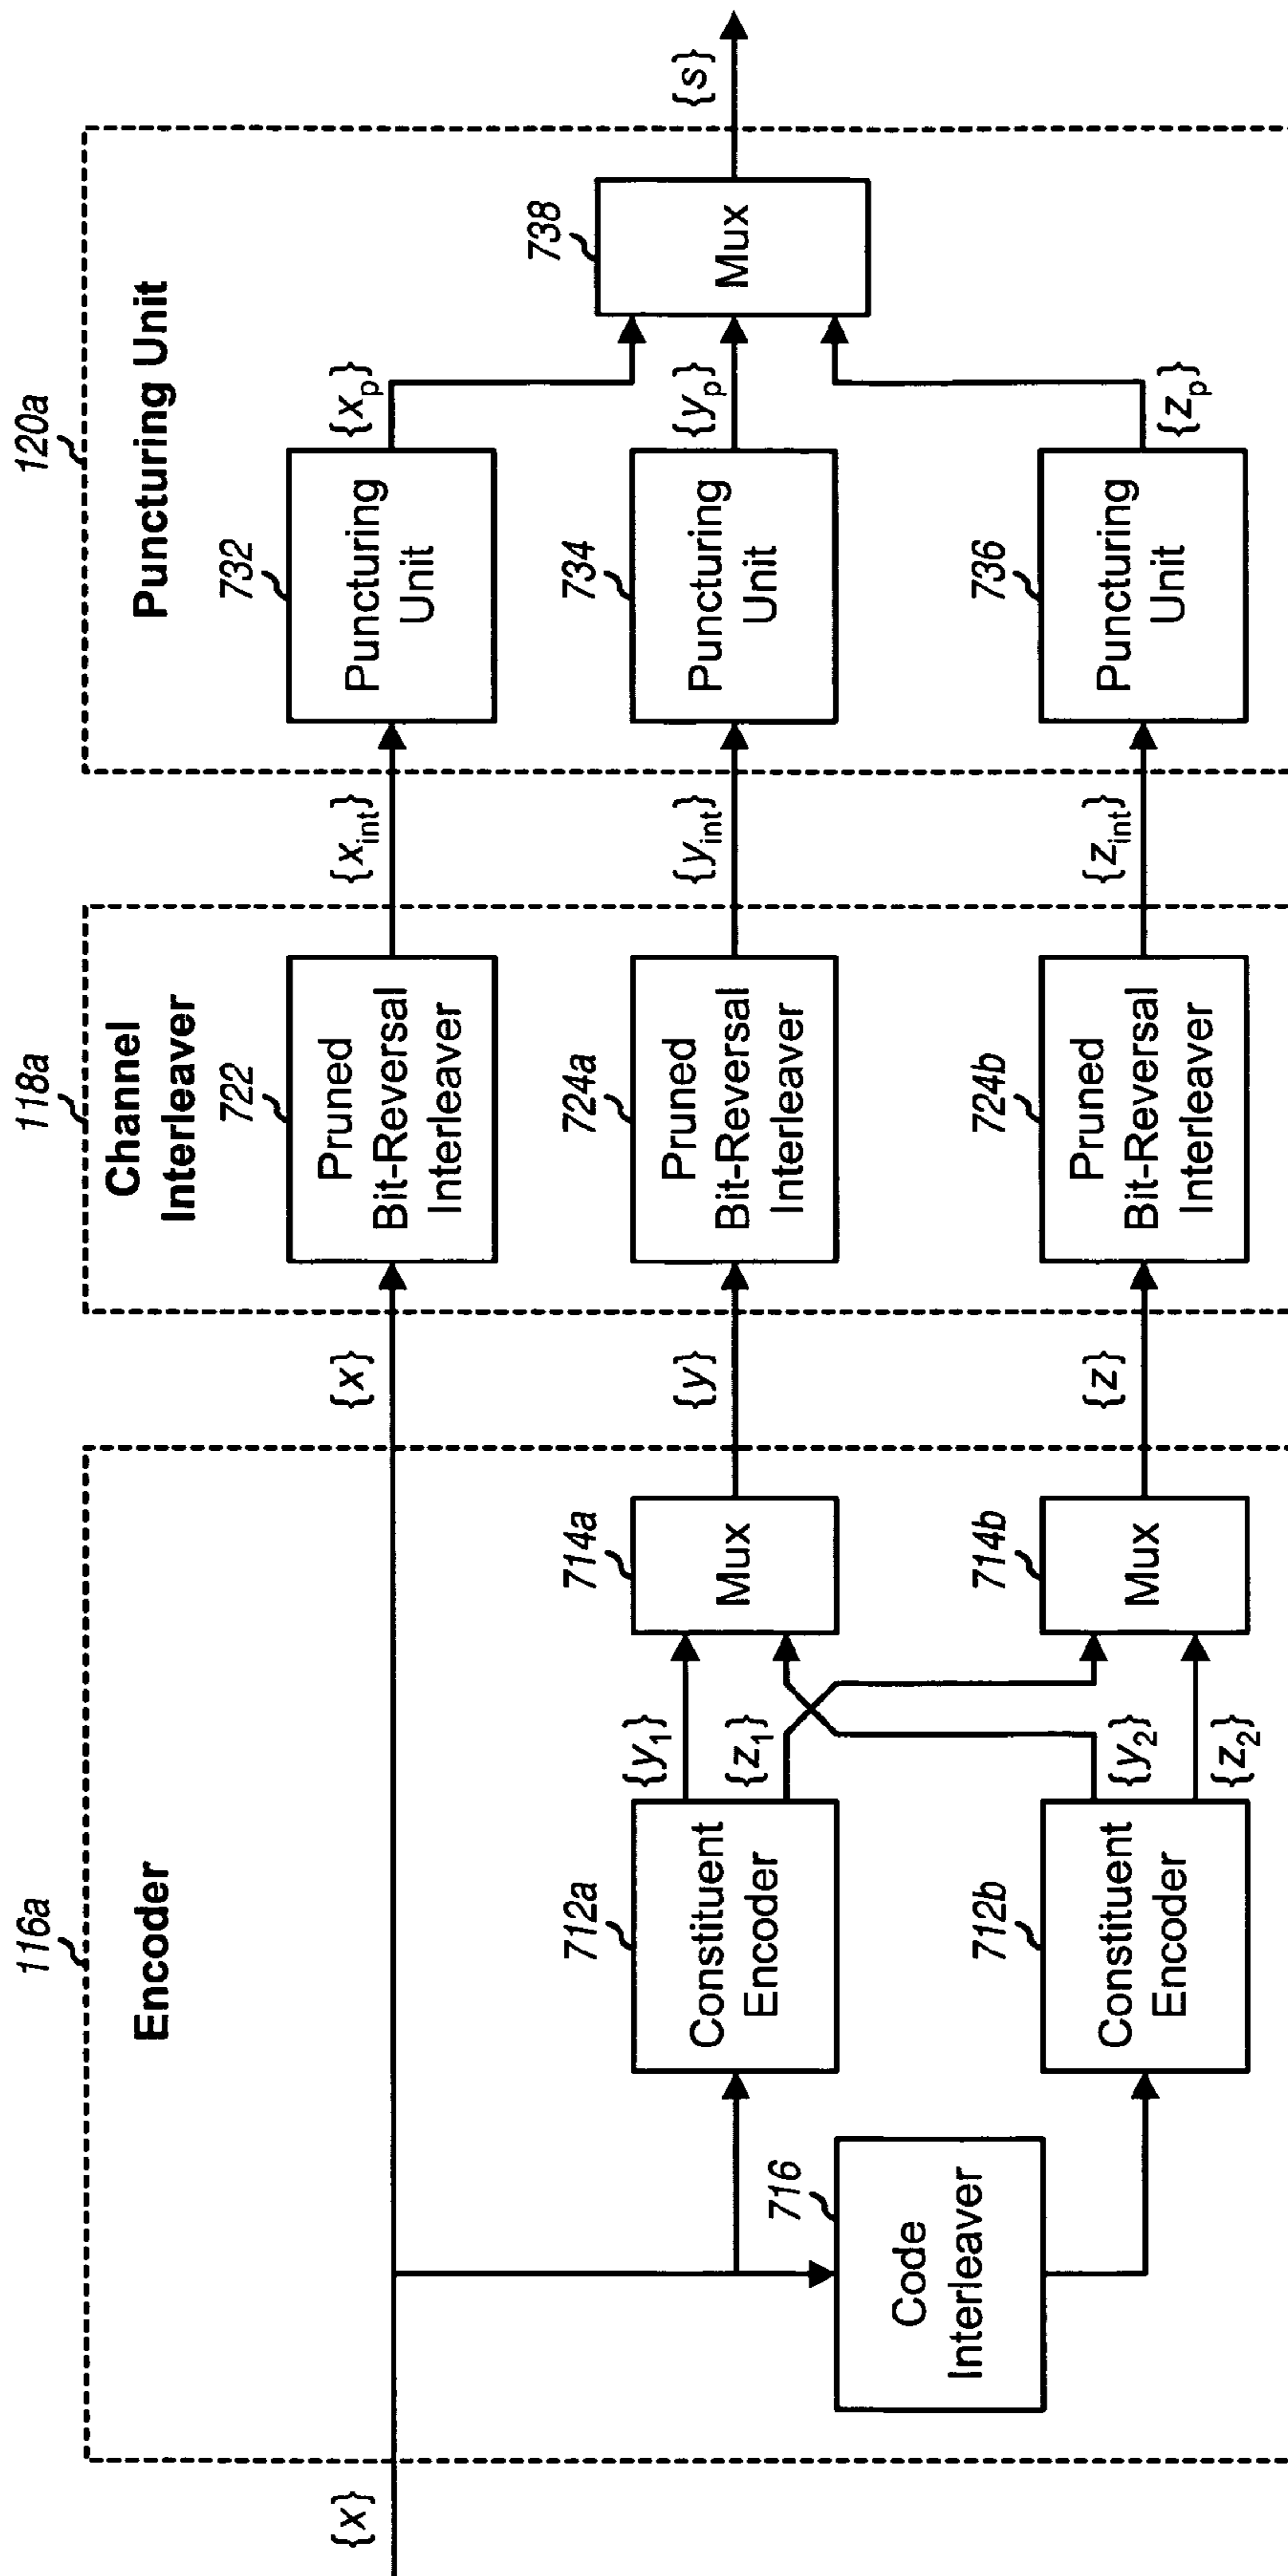 116a
Encoder
{x}
{x}
716
Code
Interleaver
712a
Constituent
Encoder
{y1}
{z1}
712b
Constituent
Encoder
{y2}
{z2}
714a
Mux
{y}
714b
Mux
{z}
118a
Channel
Interleaver
722
Pruned
Bit-Reversal
Interleaver
{xint}
724a
Pruned
Bit-Reversal
Interleaver
{yint}
724b
Pruned
Bit-Reversal
Interleaver
{zint}
120a
Puncturing Unit
732
Puncturing
Unit
{xp}
734
Puncturing
Unit
{yp}
736
Puncturing
Unit
{zp}
738
Mux
{s}